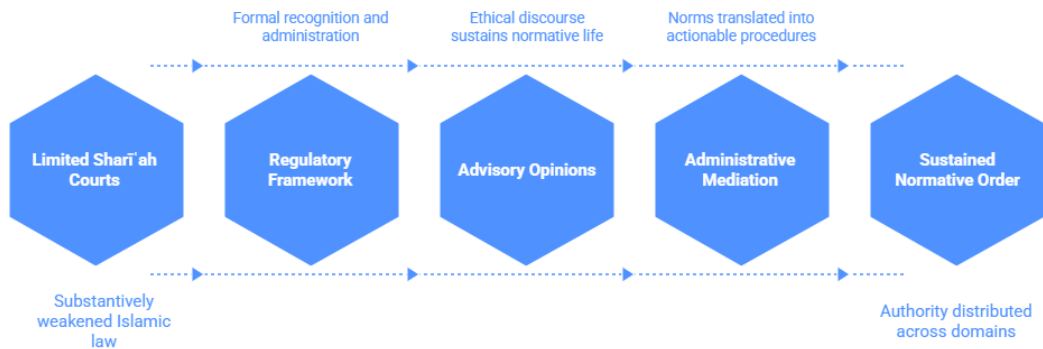 Formal recognition and
administration
Ethical discourse
sustains normative life
Norms translated into
actionable procedures
Limited Sharīʿah
Courts
Regulatory
Framework
Advisory Opinions
Administrative
Mediation
Sustained
Normative Order
Substantively
weakened Islamic
law
Authority distributed
across domains